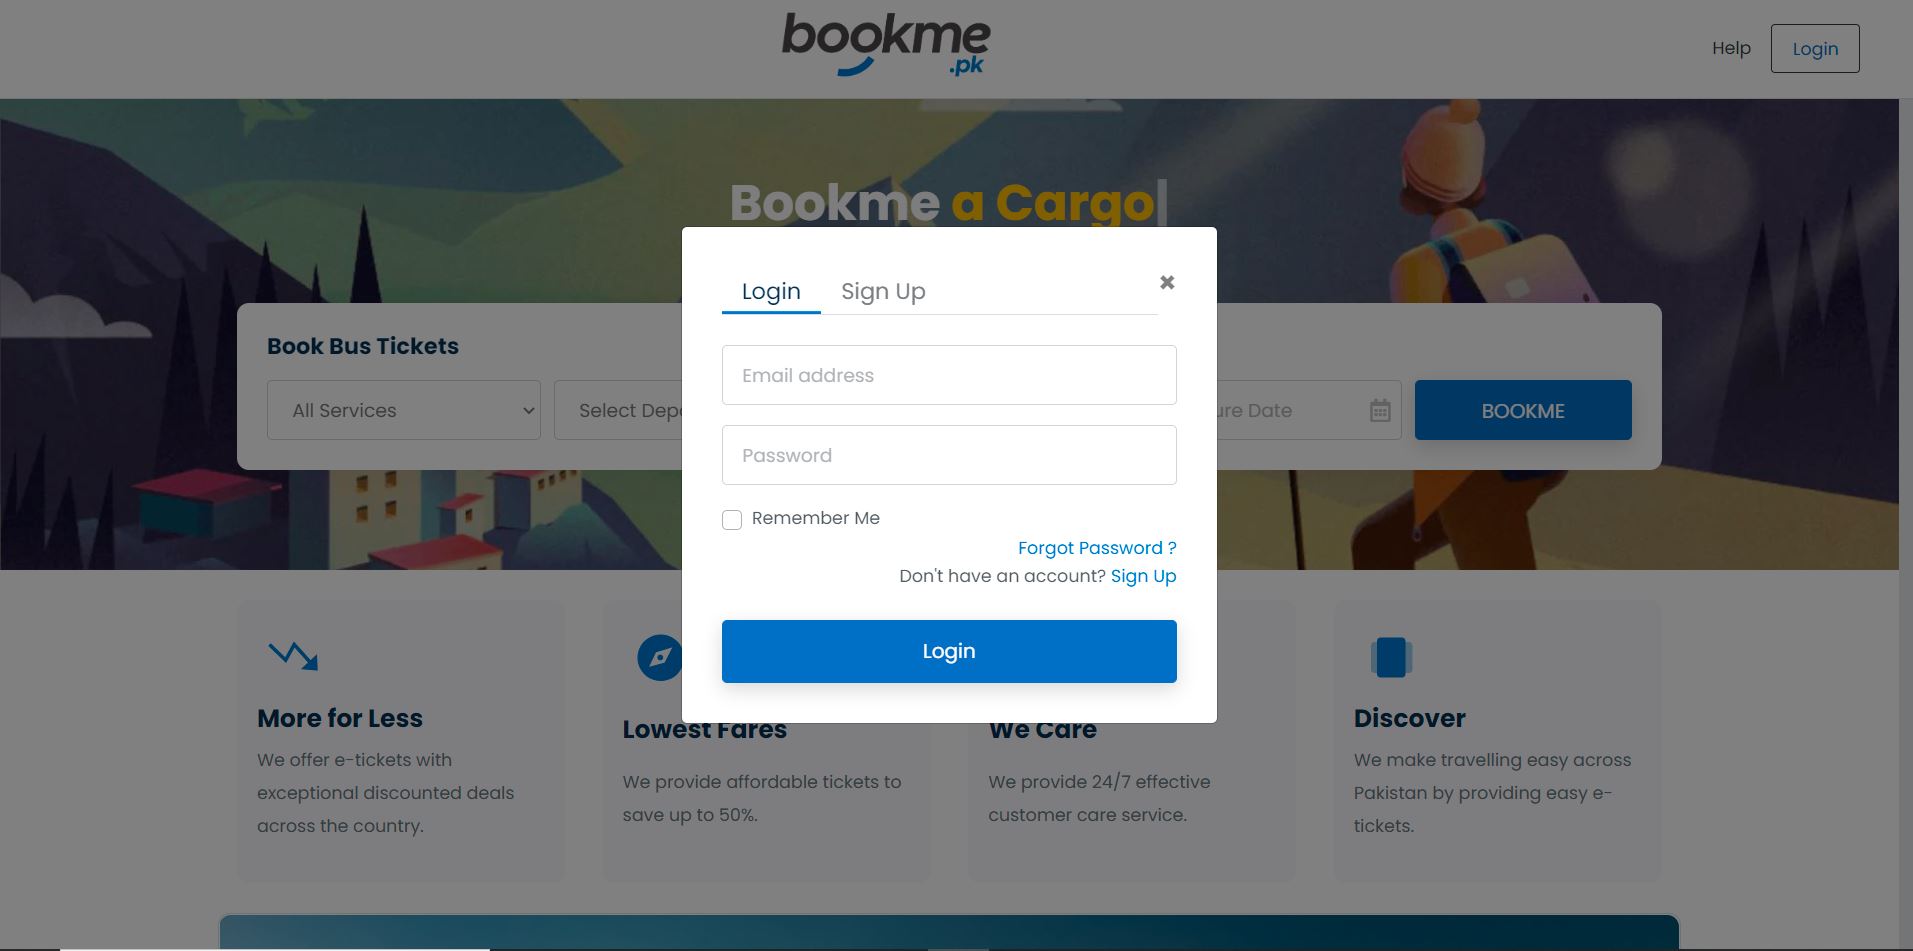 bookme
.pk
Help
Login
Bookme a Cargo
Login
Sign Up
Email address
Password
Remember Me
Forgot Password ?
Don't have an account? Sign Up
Login
Book Bus Tickets
All Services
Select
Date
BOOKME
More for Less
We offer e-tickets with
exceptional discounted deals
across the country.
Lowest Fares
We provide affordable tickets to
save up to 50%.
We Care
We provide 24/7 effective
customer care service.
Discover
We make travelling easy across
Pakistan by providing easy e-
tickets.